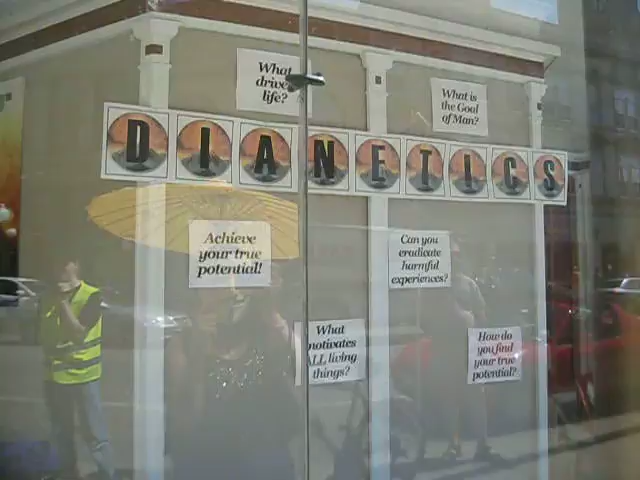 What
drives
life?
What is
the Goal
of Man?
DIANETICS
Achieve
your true
potential!
Can you
eradicate
harmful
experiences?
What
motivates
ALL living
things?
How do
you find
your true
potential?